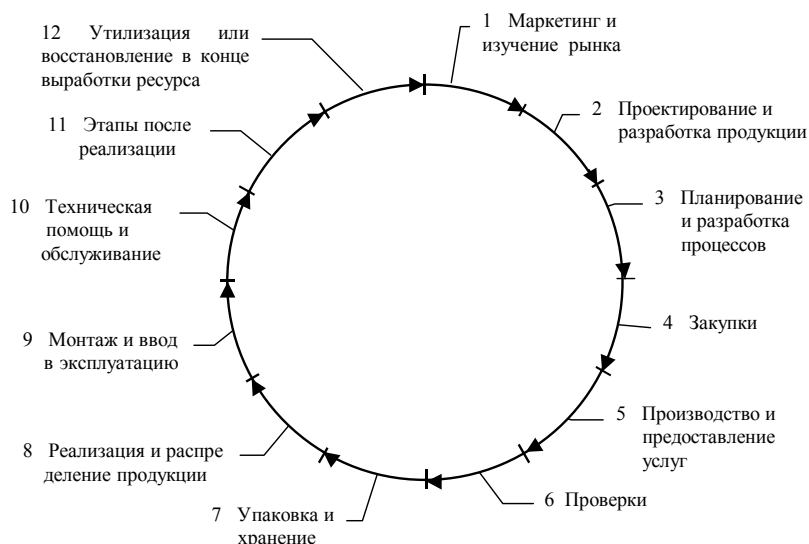 1 Маркетинг и
изучение рынка
2 Проектирование и
разработка продукции
3 Планирование
и разработка
процессов
4 Закупки
5 Производство и
предоставление
услуг
6 Проверки
7 Упаковка и
хранение
8 Реализация и распре
деление продукции
9 Монтаж и ввод
в эксплуатацию
10 Техническая
помощь и
обслуживание
11 Этапы после
реализации
12 Утилизация или
восстановление в конце
выработки ресурса